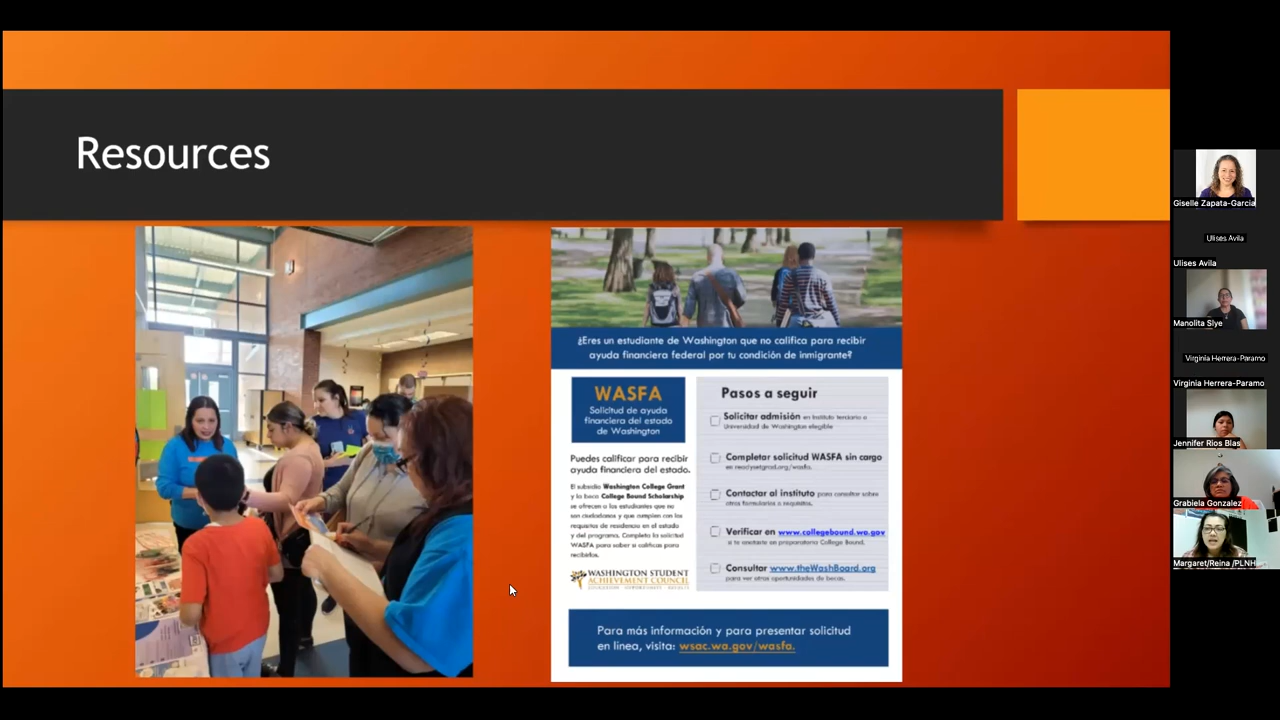 Resources
¿Eres un estudiante de Washington que no califica para recibir
ayuda financiera federal por tu condición de inmigrante?
WASFA
Solicitud de ayuda
financiera del estado
de Washington
Puedes calificar para recibir
ayuda financiera del estado.
El subsidio Washington College Grant
y la beca College Bound Scholarship
se ofrecen a los estudiantes que no
son ciudadanos y que cumplen con los
requisitos de residencia en el estado
y del programa. Completa la solicitud
WASFA para saber si calificas para
recibirlos.
WASHINGTON STUDENT
ACHIEVEMENT COUNCIL
Pasos a seguir
Solicitar admisión en instituto terciario o
Universidad de Washington elegible
Completar solicitud WASFA sin cargo
en readysetgrad.org/wasfa.
Contactar al instituto para consultar sobre
otros formularios o requisitos.
Verificar en www.collegebound.wa.gov
si te anotaste en preparatoria College Bound.
Consultar www.theWashBoard.org
para ver otras oportunidades de becas.
Para más información y para presentar solicitud
en línea, visita: wsac.wa.gov/wasfa.
Giselle Zapata-Garcia
Ulises Avila
Ulises Avila
Manolita Slye
Virginia Herrera-Paramo
Virginia Herrera-Paramo
Jennifer Rios Blas
Grabiela Gonzalez
Margaret/Reina /PLNH